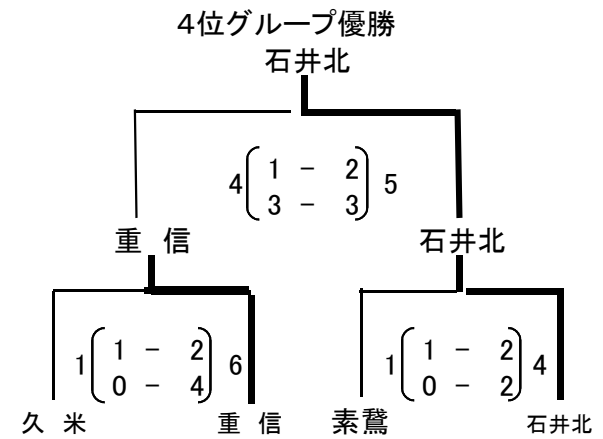 4位グループ優勝
石井北
4 1 － 2 5
3 － 3
重 信 石井北
1 1 － 2 6 1 1 － 2 4
0 － 4 0 － 2
久 米 重 信 素鵞 石井北